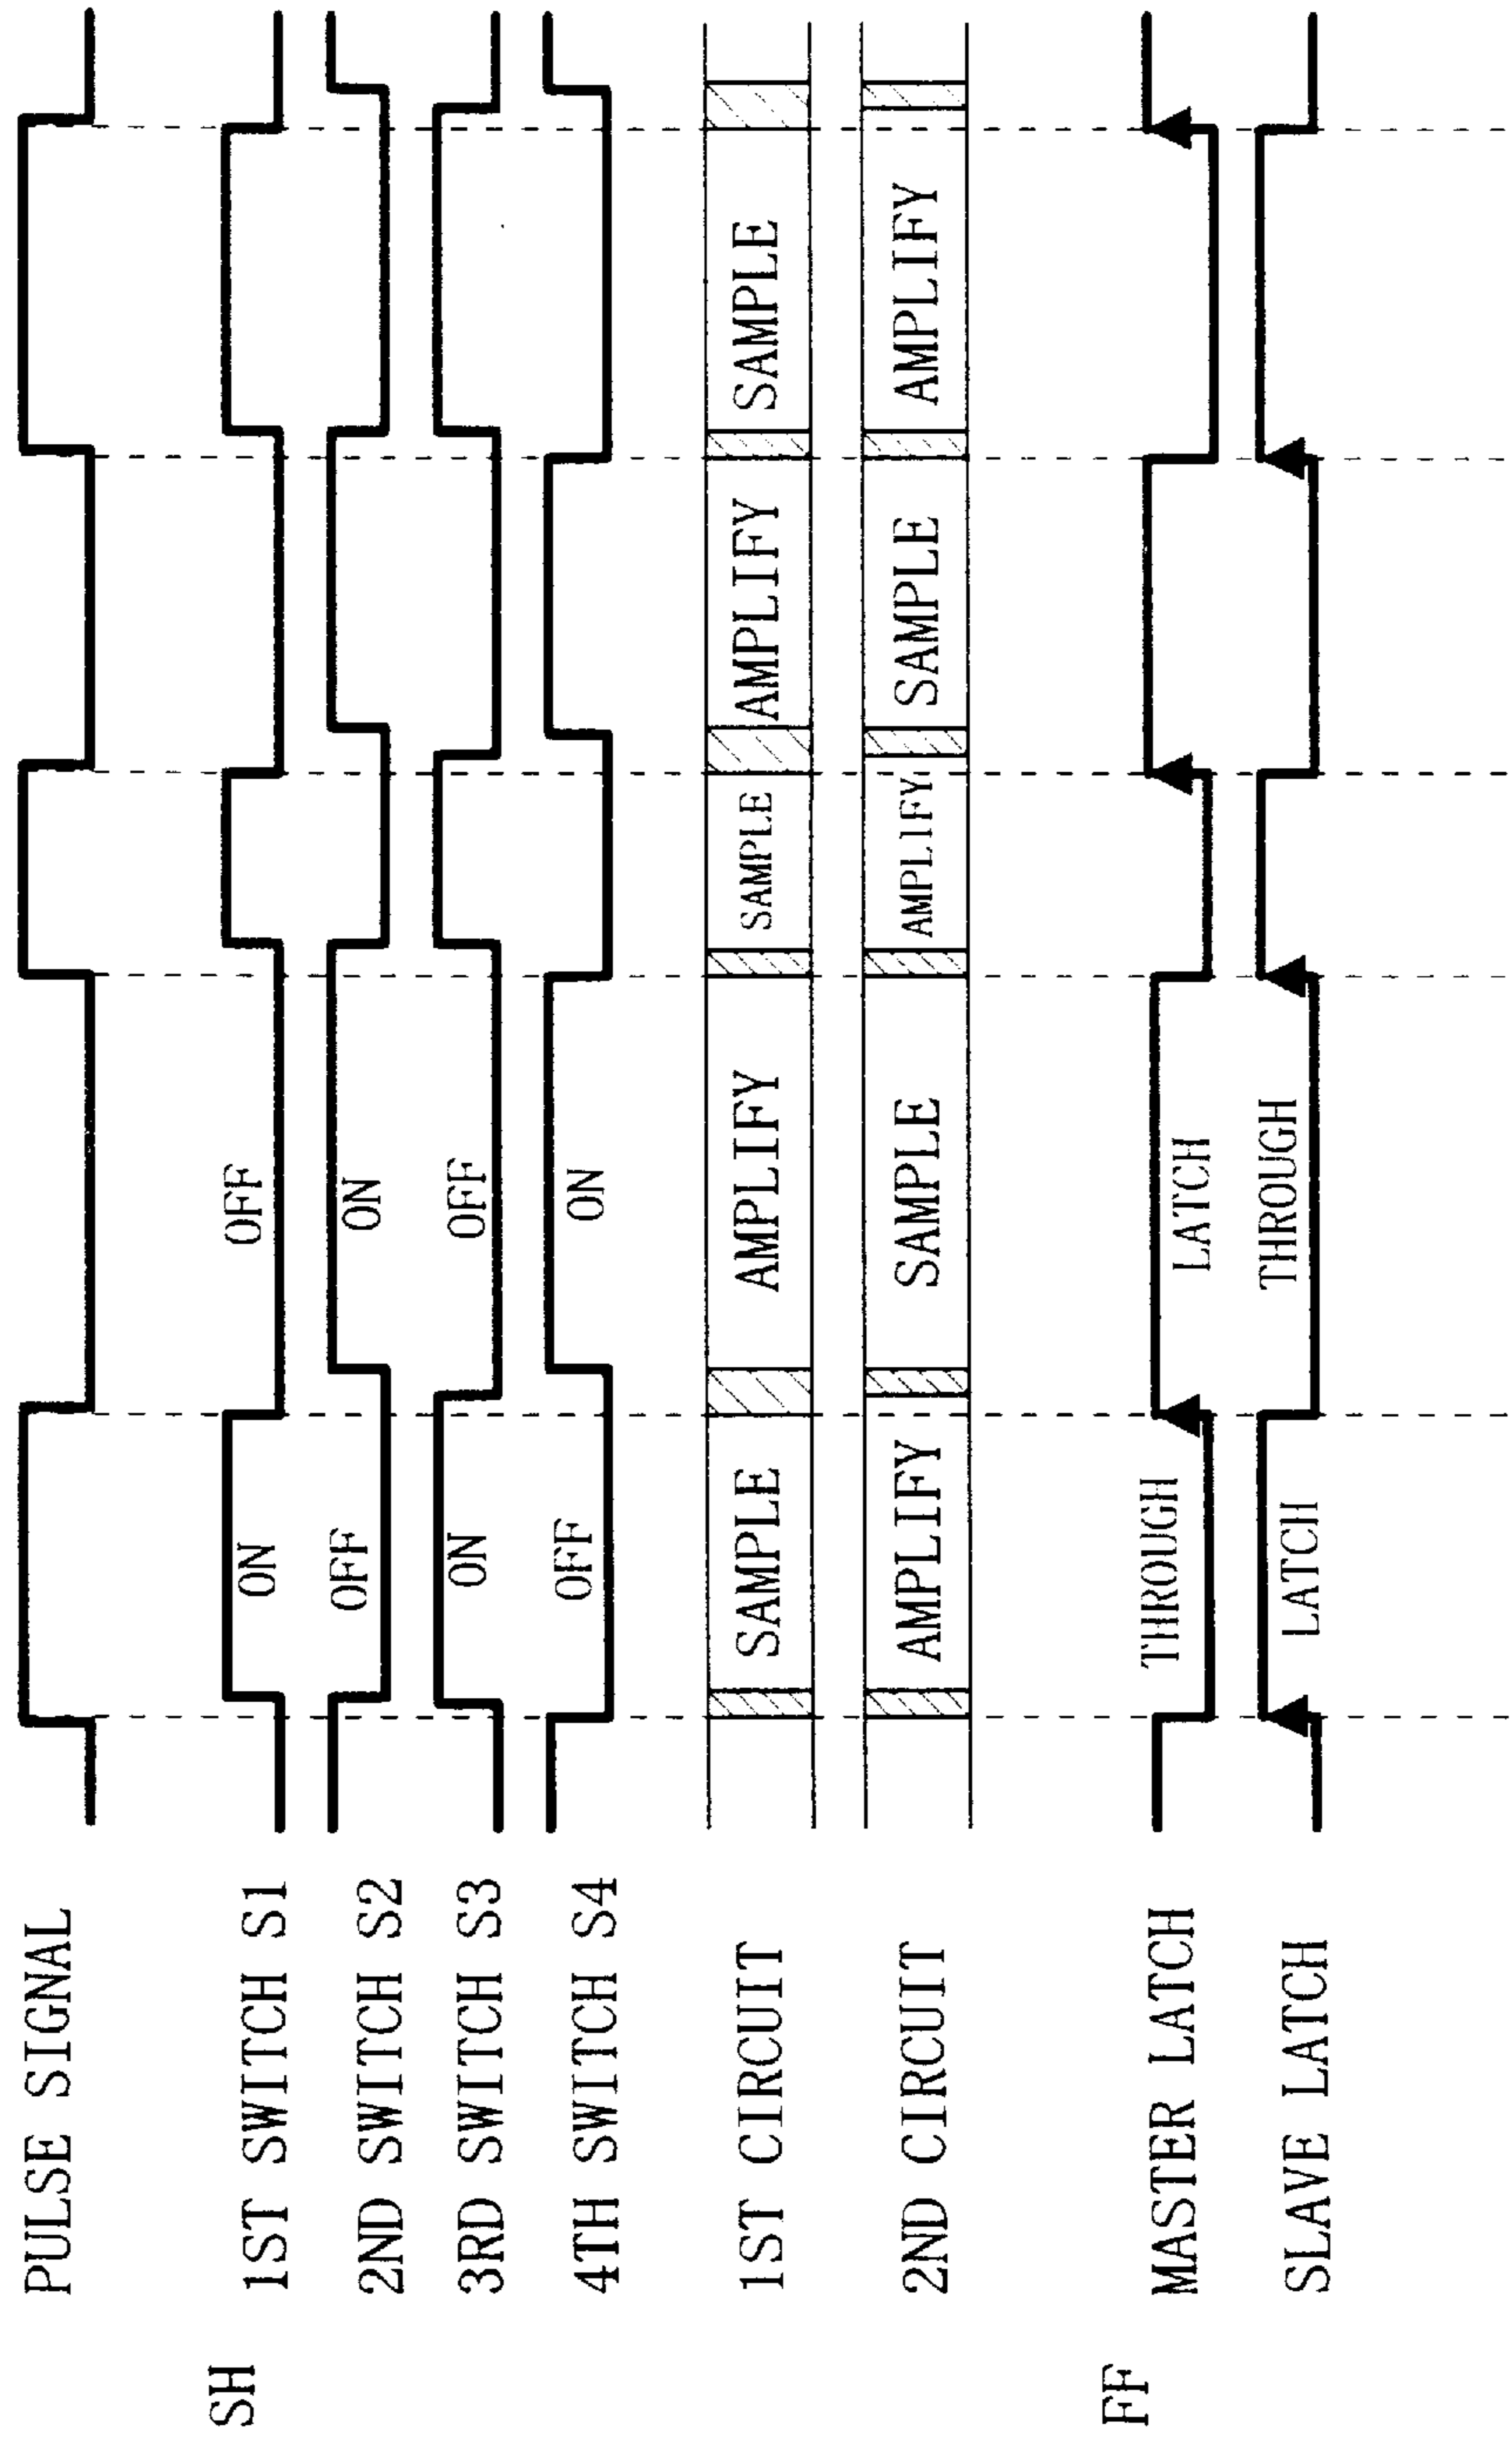 PULSE SIGNAL
SH
1ST SWITCH S1
ON
OFF
2ND SWITCH S2
OFF
ON
3RD SWITCH S3
ON
OFF
4TH SWITCH S4
OFF
ON
1ST CIRCUIT
SAMPLE
AMPLIFY
SAMPLE
AMPLIFY
SAMPLE
2ND CIRCUIT
AMPLIFY
SAMPLE
AMPLIFY
SAMPLE
AMPLIFY
FF
MASTER LATCH
THROUGH
LATCH
SLAVE LATCH
LATCH
THROUGH